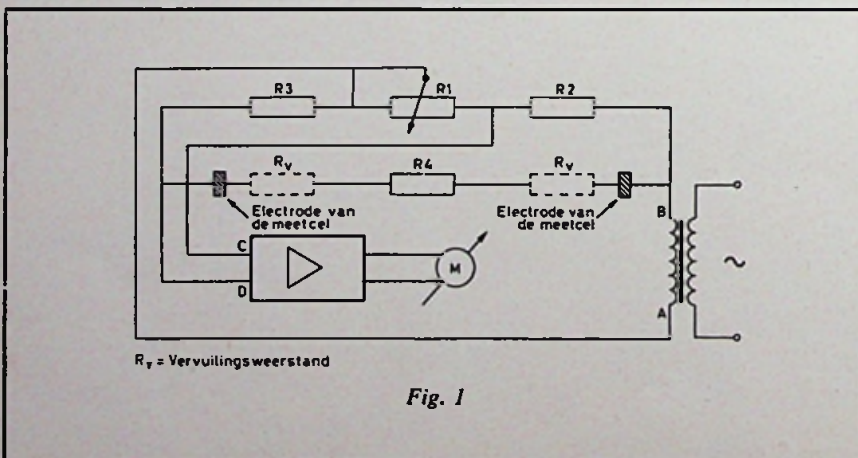 R3
R1
R2
Rv
R4
Rv
Electrode van
de meetcel
Electrode van
de meetcel
B
C
D
M
A
~
Rv = Vervuilingsweerstand
Fig. 1